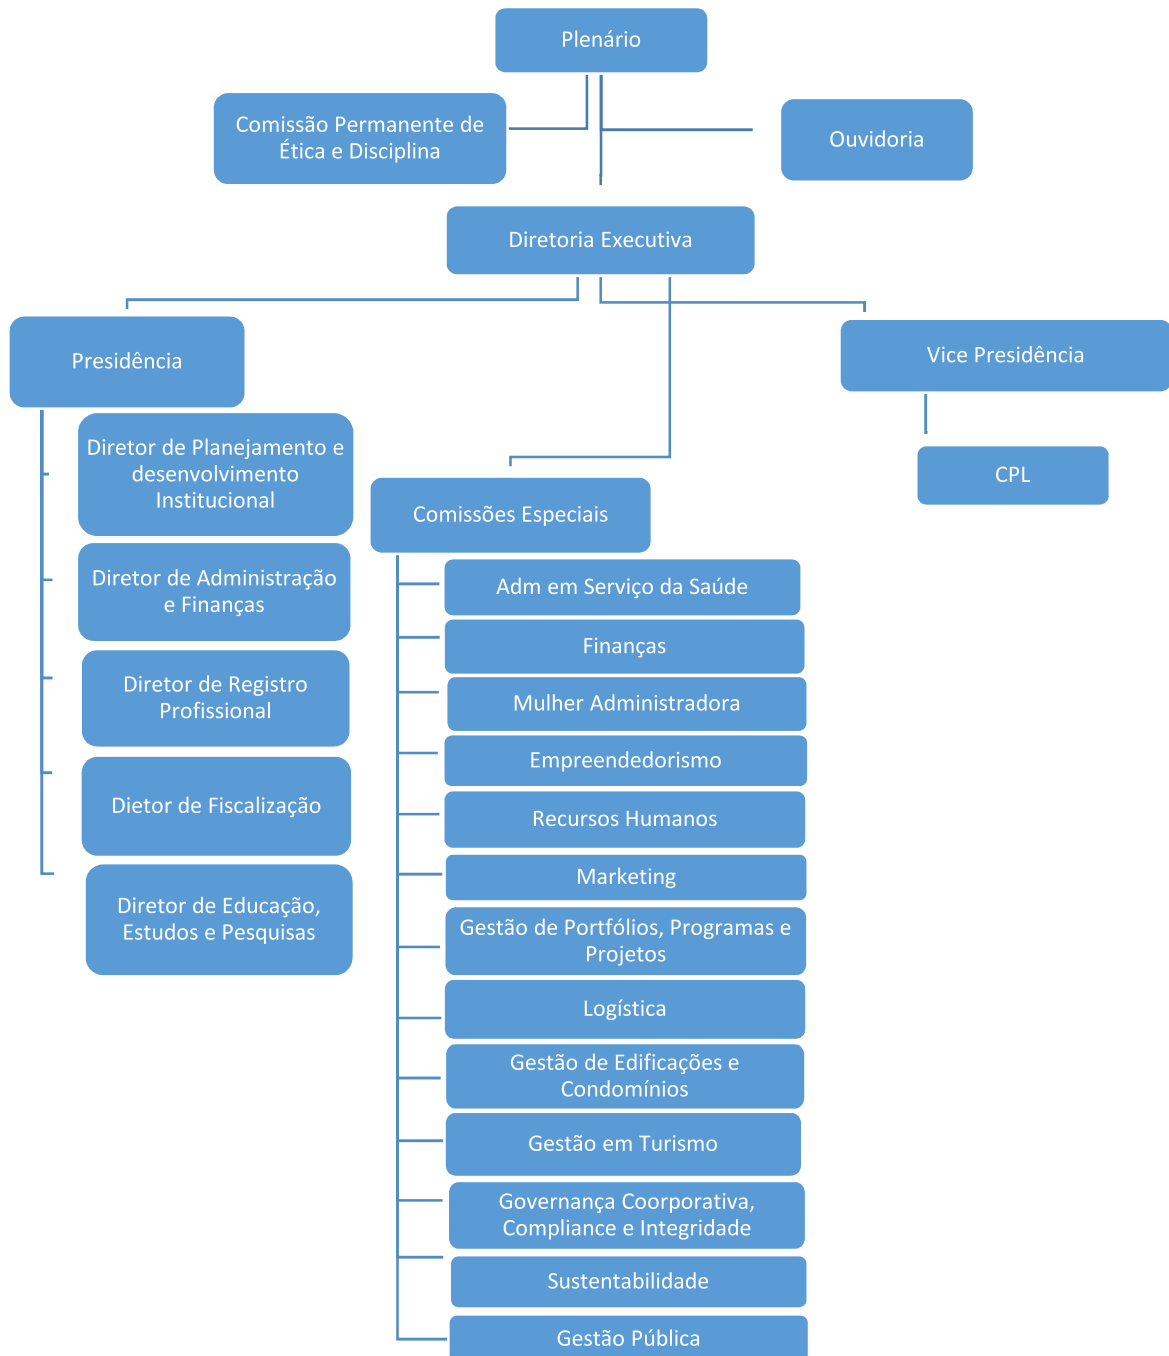 Plenário
Comissão Permanente de
Ética e Disciplina
Ouvidoria
Diretoria Executiva
Presidência
Vice Presidência
Diretor de Planejamento e
desenvolvimento
Institucional
Diretor de Administração
e Finanças
Diretor de Registro
Profissional
Dietor de Fiscalização
Diretor de Educação,
Estudos e Pesquisas
CPL
Comissões Especiais
Adm em Serviço da Saúde
Finanças
Mulher Administradora
Empreendedorismo
Recursos Humanos
Marketing
Gestão de Portfólios, Programas e
Projetos
Logística
Gestão de Edificações e
Condomínios
Gestão em Turismo
Governança Coorporativa,
Compliance e Integridade
Sustentabilidade
Gestão Pública